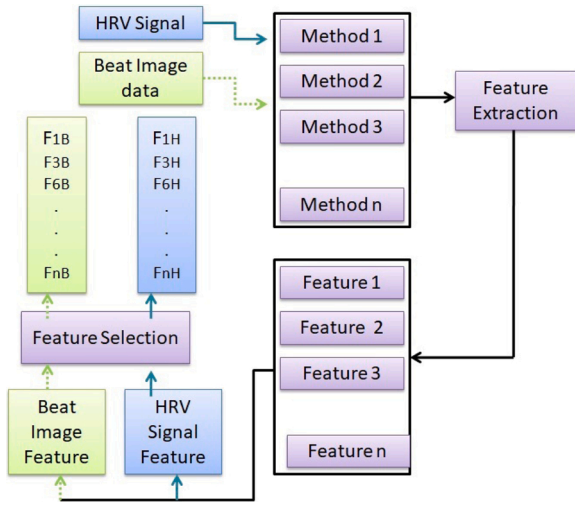 HRV Signal
Beat Image
data
Method 1
Method 2
Method 3
Method n
Feature
Extraction
F1B
F3B
F6B
.
.
.
FnB
F1H
F3H
F6H
.
.
.
FnH
Feature 1
Feature 2
Feature 3
Feature n
Feature Selection
Beat
Image
Feature
HRV
Signal
Feature